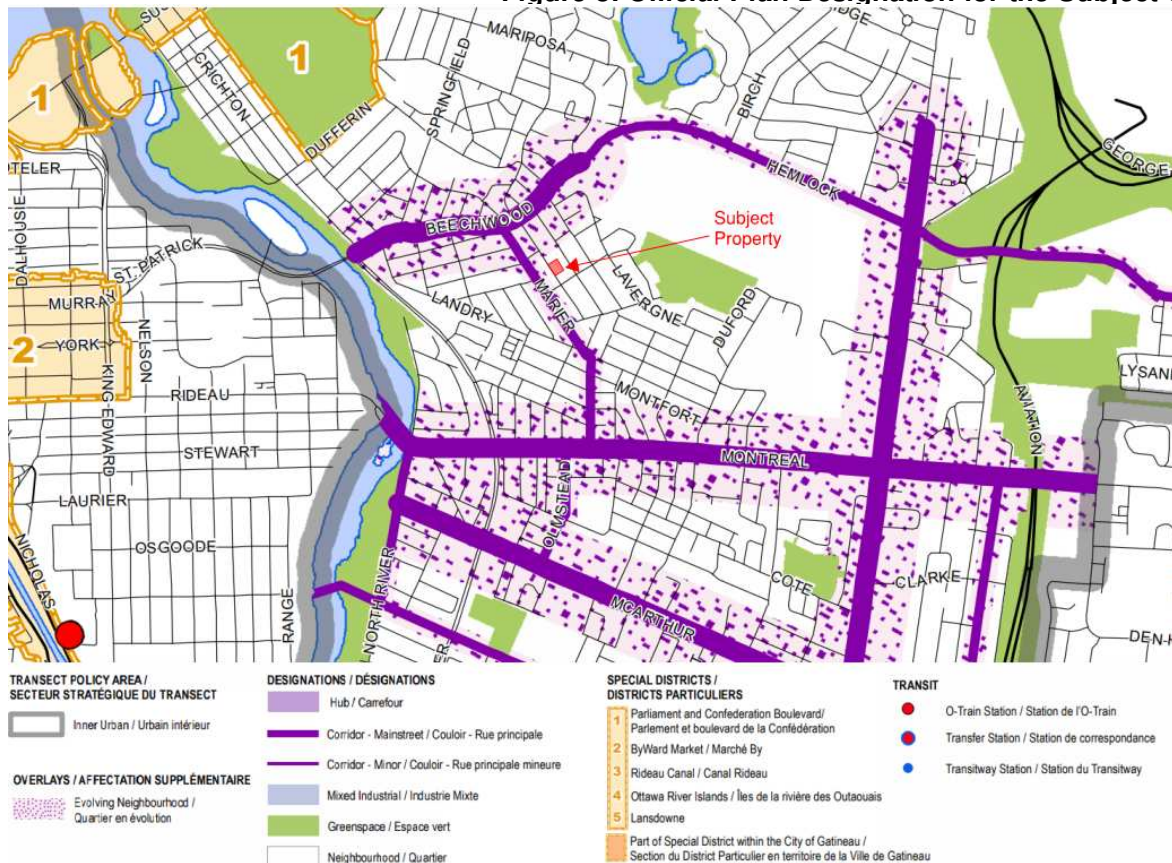 Figure 3: Official Plan Designation for the Subject
MARIPOSA
CRICHTON
SPRINGFIELD
BIRCH
1
1
DUFFERIN
GEORGE
HEMLOCK
DALHOUSIE
BEECHWOOD
Subject
Property
ST-PATRICK
MARIER
LAVERGNE
LANDRY
DUFORD
MURRAY
NELSON
2
YORK
KING-EDWARD
LYSAN
RIDEAU
MONTFORT
AVIATION
STEWART
MONTREAL
LAURIER
OLMSTEAD
OSGOODE
NICHOLAS
COTE
CLARKE
RANGE
NORTH RIVER
MCARTHUR
DEN-H
TRANSECT POLICY AREA /
SECTEUR STRATÉGIQUE DU TRANSECT
Inner Urban / Urbain intérieur
OVERLAYS / AFFECTATION SUPPLÉMENTAIRE
Evolving Neighbourhood /
Quartier en évolution
DESIGNATIONS / DÉSIGNATIONS
Hub / Carrefour
Corridor - Mainstreet / Couloir - Rue principale
Corridor - Minor / Couloir - Rue principale mineure
Mixed Industrial / Industrie Mixte
Greenspace / Espace vert
Neighbourhood / Quartier
SPECIAL DISTRICTS /
DISTRICTS PARTICULIERS
1 Parliament and Confederation Boulevard/
Parlement et boulevard de la Confédération
2 ByWard Market / Marché By
3 Rideau Canal / Canal Rideau
4 Ottawa River Islands / Îles de la rivière des Outaouais
5 Lansdowne
Part of Special District within the City of Gatineau /
Section du District Particulier en territoire de la Ville de Gatineau
TRANSIT
O-Train Station / Station de l'O-Train
Transfer Station / Station de correspondance
Transitway Station / Station du Transitway